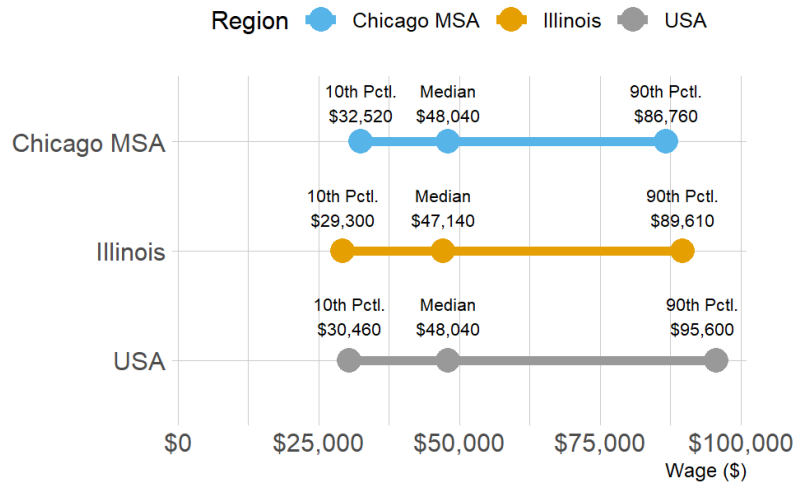 Region Chicago MSA Illinois USA
10th Pctl. Median 90th Pctl.
$32,520 $48,040 $86,760
Chicago MSA
10th Pctl. Median 90th Pctl.
$29,300 $47,140 $89,610
Illinois
10th Pctl. Median 90th Pctl.
$30,460 $48,040 $95,600
USA
$0 $25,000 $50,000 $75,000 $100,000
Wage ($)